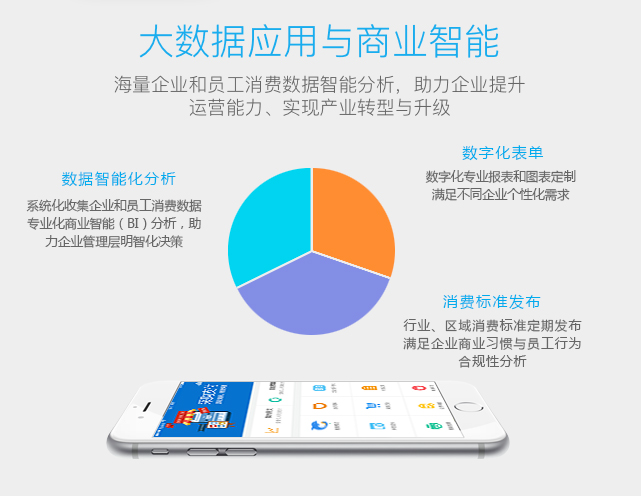 大数据应用与商业智能
海量企业和员工消费数据智能分析，助力企业提升
运营能力、实现产业转型与升级
数字化表单
数字化专业报表和图表定制
满足不同企业个性化需求
数据智能化分析
系统化收集企业和员工消费数据
专业化商业智能（BI）分析，助
力企业管理层明智化决策
消费标准发布
行业、区域消费标准定期发布
满足企业商业习惯与员工行为
合规性分析